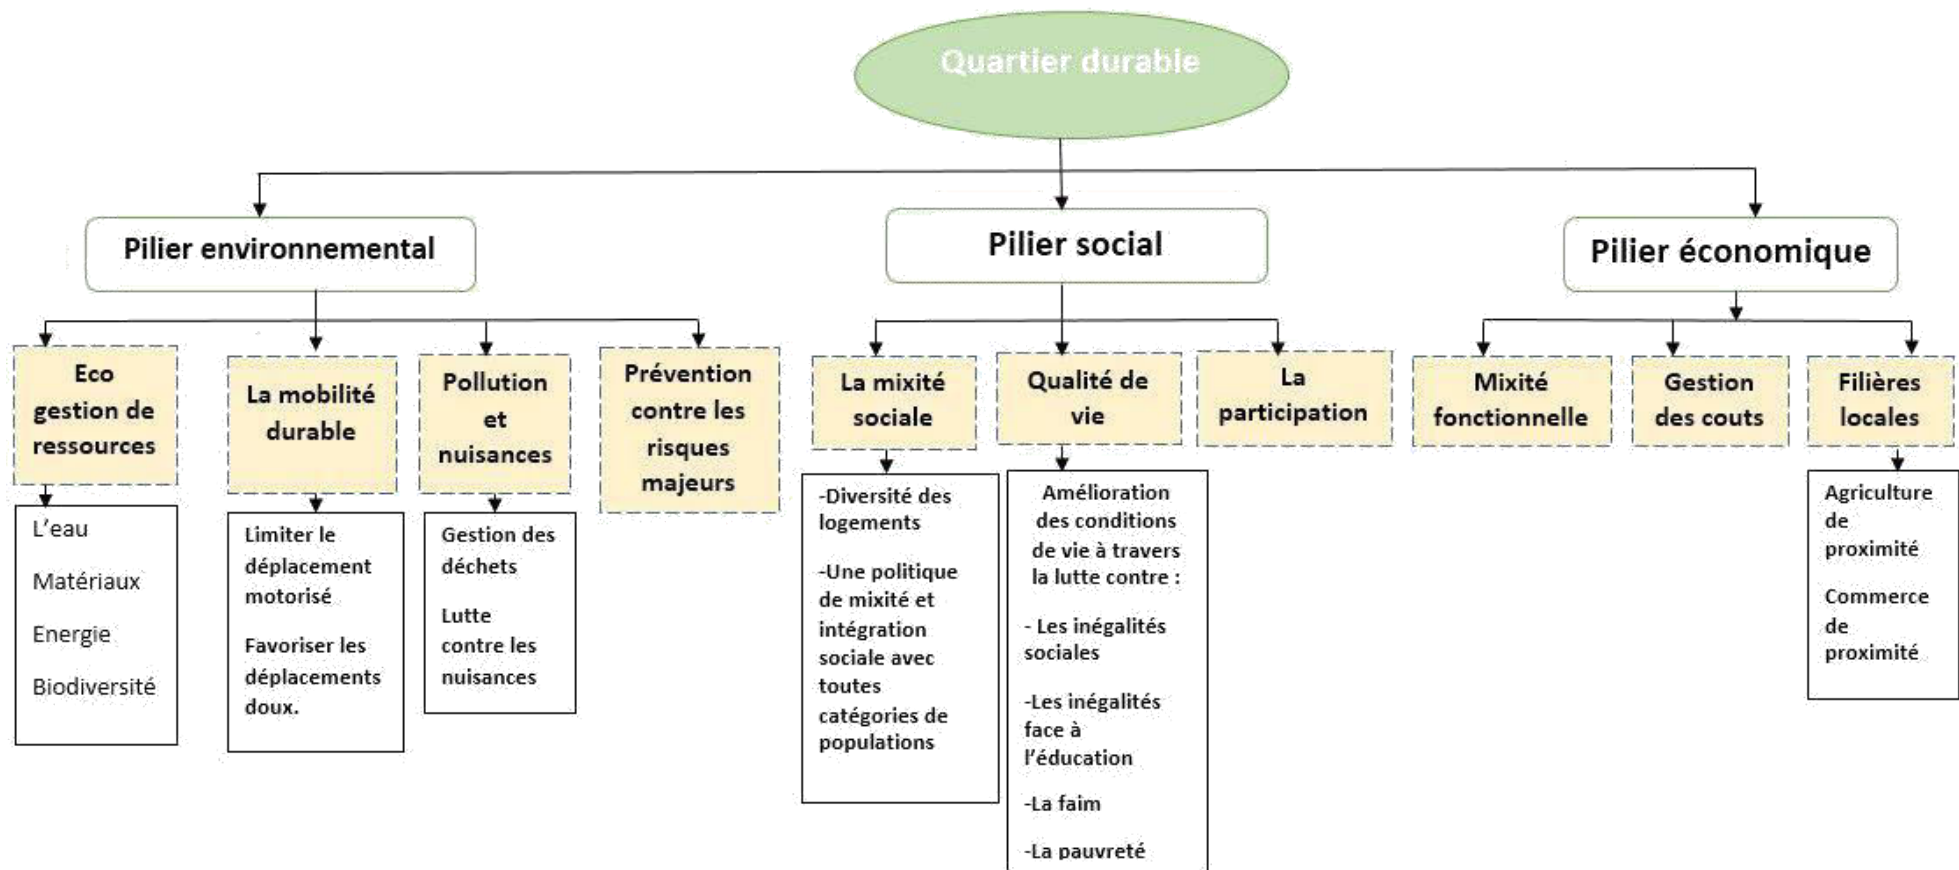 Quartier durable
Pilier environnemental
Pilier social
Pilier économique
Eco
gestion de
ressources
La mobilité
durable
Pollution
et
nuisances
Prévention
contre les
risques
majeurs
La mixité
sociale
Qualité de
vie
La
participation
Mixité
fonctionnelle
Gestion
des couts
Filières
locales
L'eau
Matériaux
Energie
Biodiversité
Limiter le
déplacement
motorisé
Favoriser les
déplacements
doux.
Gestion des
déchets
Lutte
contre les
nuisances
-Diversité des
logements
-Une politique
de mixité et
intégration
sociale avec
toutes
catégories de
populations
Amélioration
des conditions
de vie à travers
la lutte contre :
- Les inégalités
sociales
-Les inégalités
face à
l'éducation
-La faim
-La pauvreté
Agriculture
de
proximité
Commerce
de
proximité